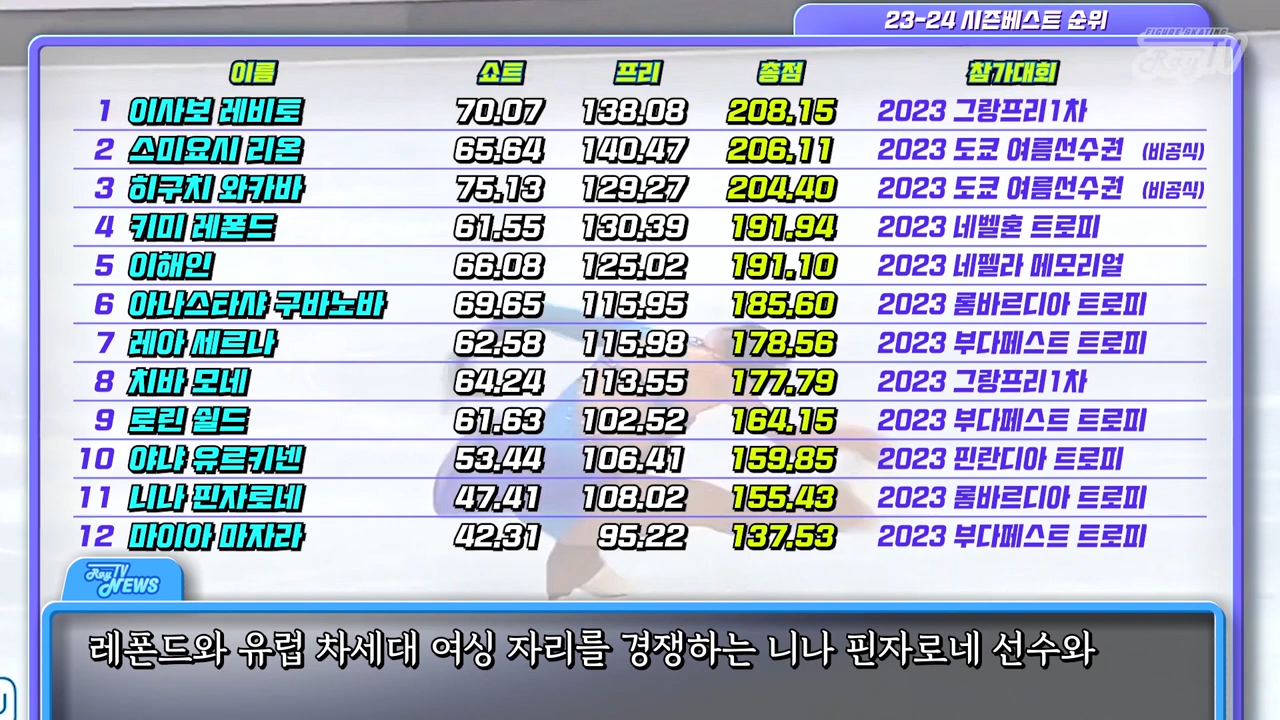 23-24 시즌베스트 순위
FIGURE SKATING
RoyTV
이름 쇼트 프리 총점 참가대회
1 이사보 레비토 70.07 138.08 208.15 2023 그랑프리1차
2 스미요시 리온 65.64 140.47 206.11 2023 도쿄 여름선수권 (비공식)
3 히구치 와카바 75.13 129.27 204.40 2023 도쿄 여름선수권 (비공식)
4 키미 레폰드 61.55 130.39 191.94 2023 네벨혼 트로피
5 이해인 66.08 125.02 191.10 2023 네펠라 메모리얼
6 아나스타샤 구바노바 69.65 115.95 185.60 2023 롬바르디아 트로피
7 레아 세르나 62.58 115.98 178.56 2023 부다페스트 트로피
8 치바 모네 64.24 113.55 177.79 2023 그랑프리1차
9 로린 쉴드 61.63 102.52 164.15 2023 부다페스트 트로피
10 야냐 유르키넨 53.44 106.41 159.85 2023 핀란디아 트로피
11 니나 핀자로네 47.41 108.02 155.43 2023 롬바르디아 트로피
12 마이아 마자라 42.31 95.22 137.53 2023 부다페스트 트로피
RoyTV NEWS
레폰드와 유럽 차세대 여싱 자리를 경쟁하는 니나 핀자로네 선수와